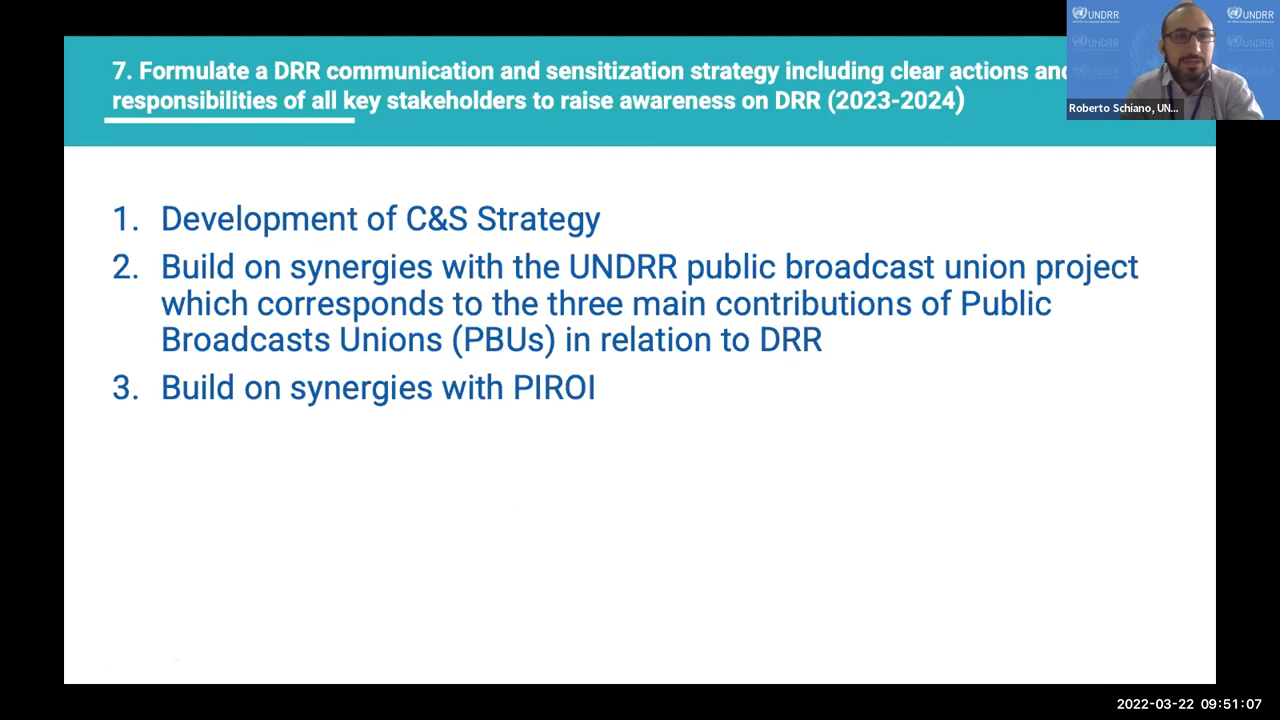 7. Formulate a DRR communication and sensitization strategy including clear actions and
responsibilities of all key stakeholders to raise awareness on DRR (2023-2024)
UNDRR
UNDRR
UNDRR
UNDRR
Roberto Schiano, UN...
1. Development of C&S Strategy
2. Build on synergies with the UNDRR public broadcast union project
which corresponds to the three main contributions of Public
Broadcasts Unions (PBUs) in relation to DRR
3. Build on synergies with PIROI
2022-03-22 09:51:07